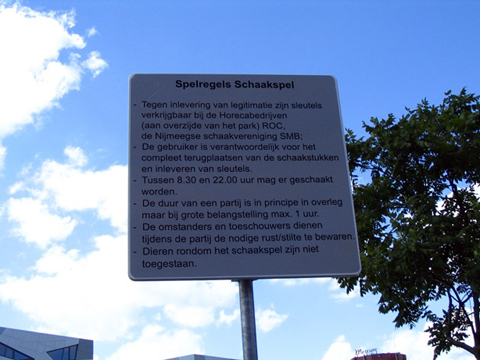 Spelregels Schaakspel
- Tegen inlevering van legitimatie zijn sleutels
verkrijgbaar bij de Horecabedrijven
(aan overzijde van het park) ROC,
de Nijmeegse schaakvereniging SMB;
- De gebruiker is verantwoordelijk voor het
compleet terugplaatsen van de schaakstukken
en inleveren van sleutels.
- Tussen 8.30 en 22.00 uur mag er geschaakt
worden.
- De duur van een partij is in principe in overleg
maar bij grote belangstelling max. 1 uur.
- De omstanders en toeschouwers dienen
tijdens de partij de nodige rust/stilte te bewaren.
- Dieren rondom het schaakspel zijn niet
toegestaan.